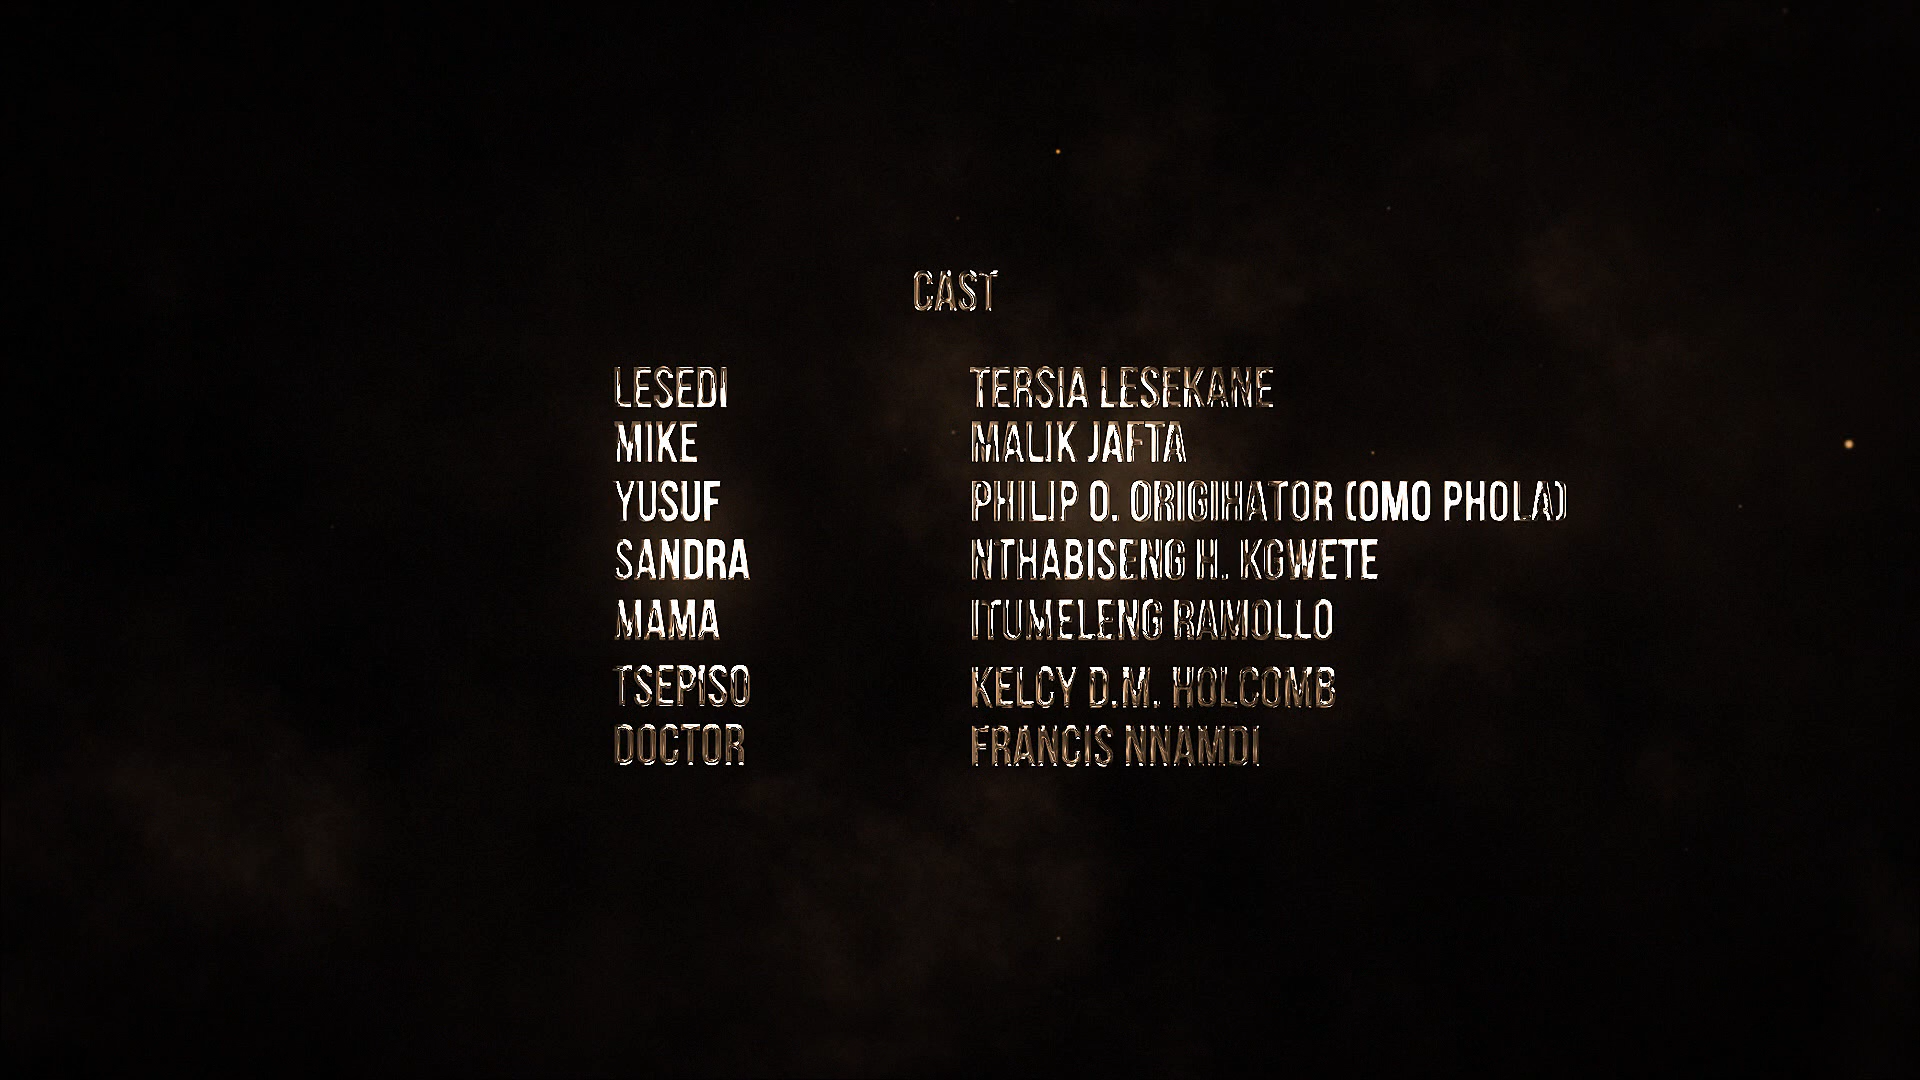 CAST
LESEDI TERSIA LESEKANE
MIKE MALIK JAFTA
YUSUF PHILIP O. ORIGIHATOR (OMO PHOLA)
SANDRA NTHABISENG H. KGWETE
MAMA ITUMELENG RAMOLLO
TSEPISO KELCY D.M. HOLCOMB
DOCTOR FRANCIS NNAMDI